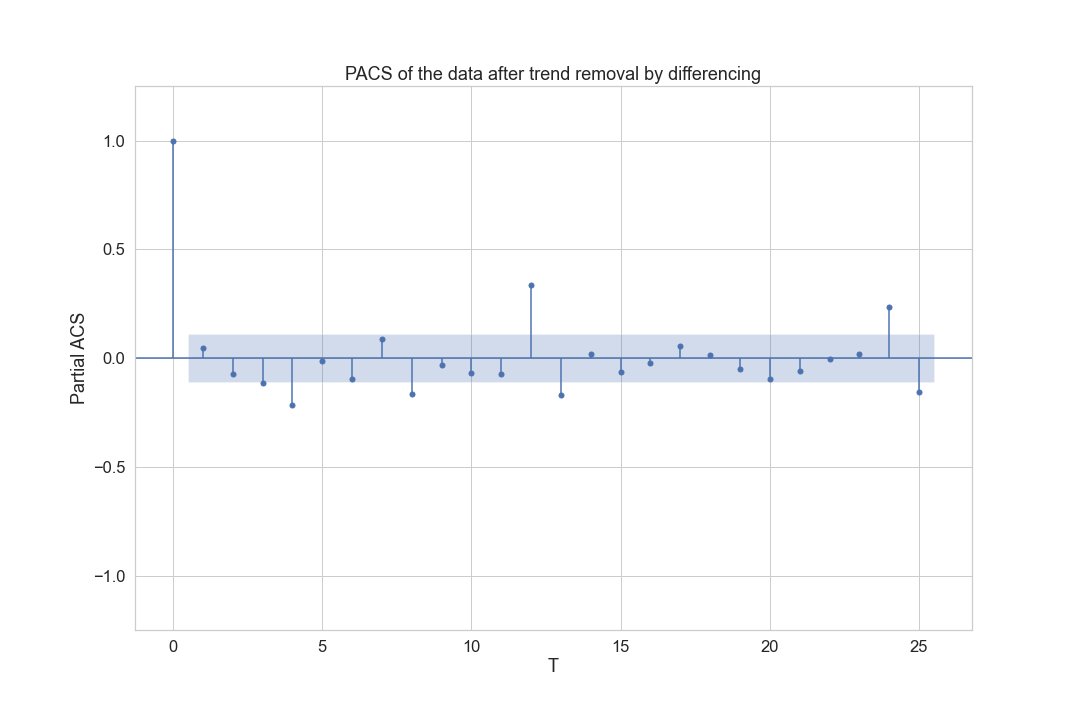 PACS of the data after trend removal by differencing
1.0
0.5
0.0
−0.5
−1.0
Partial ACS
0 5 10 15 20 25
T